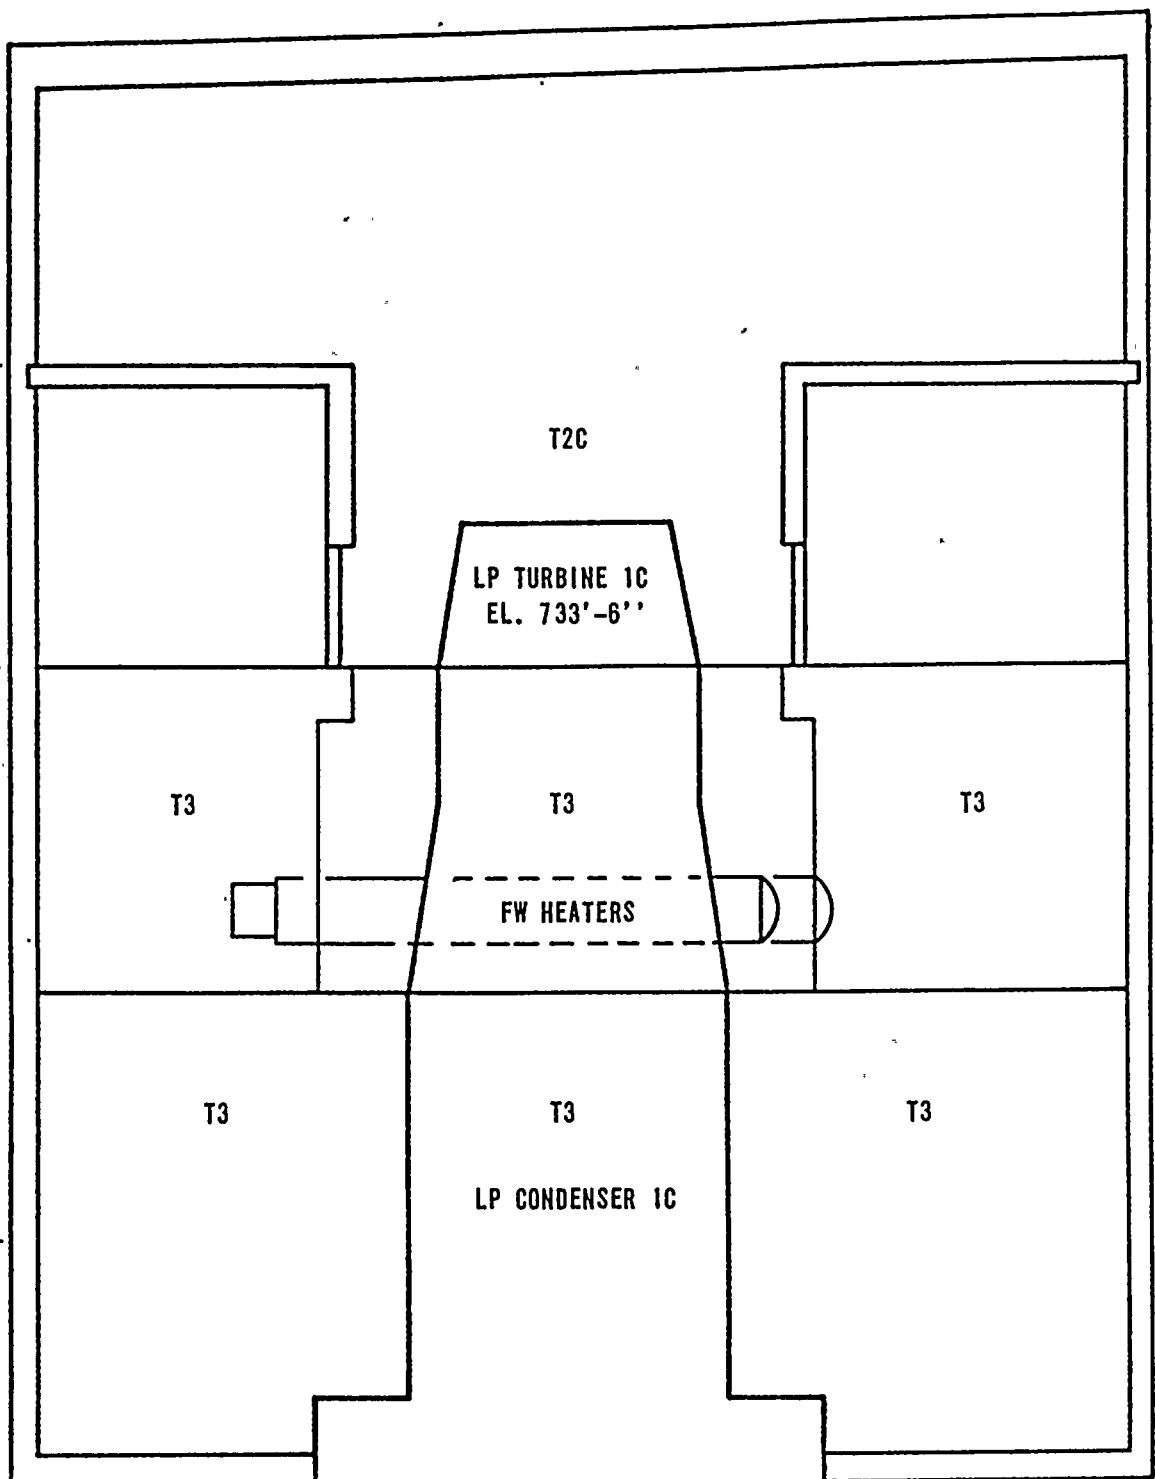 T2C
LP TURBINE 1C
EL. 733'-6''
T3
T3
T3
FW HEATERS
T3
T3
T3
LP CONDENSER 1C